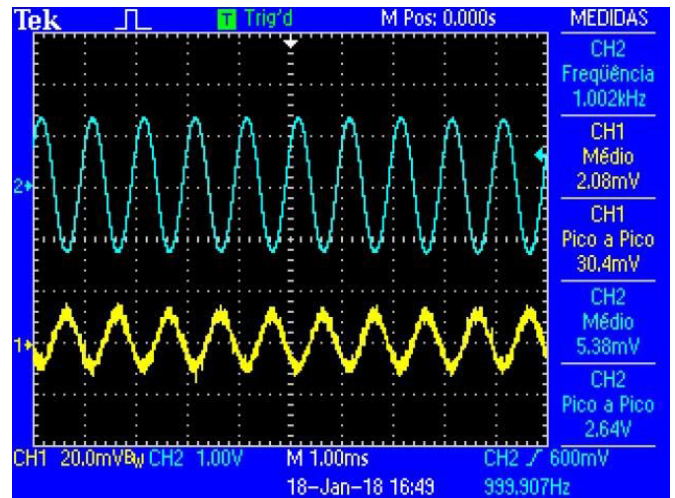 Tek T Trig'd M Pos: 0.000s MEDIDAS
CH2
Freqüência
1.002kHz
CH1
Médio
2.08mV
CH1
Pico a Pico
30.4mV
CH2
Médio
5.38mV
CH2
Pico a Pico
2.64V
2
1
CH1 20.0mVBW CH2 1.00V M 1.00ms CH2 600mV
18-Jan-18 16:49 999.907Hz